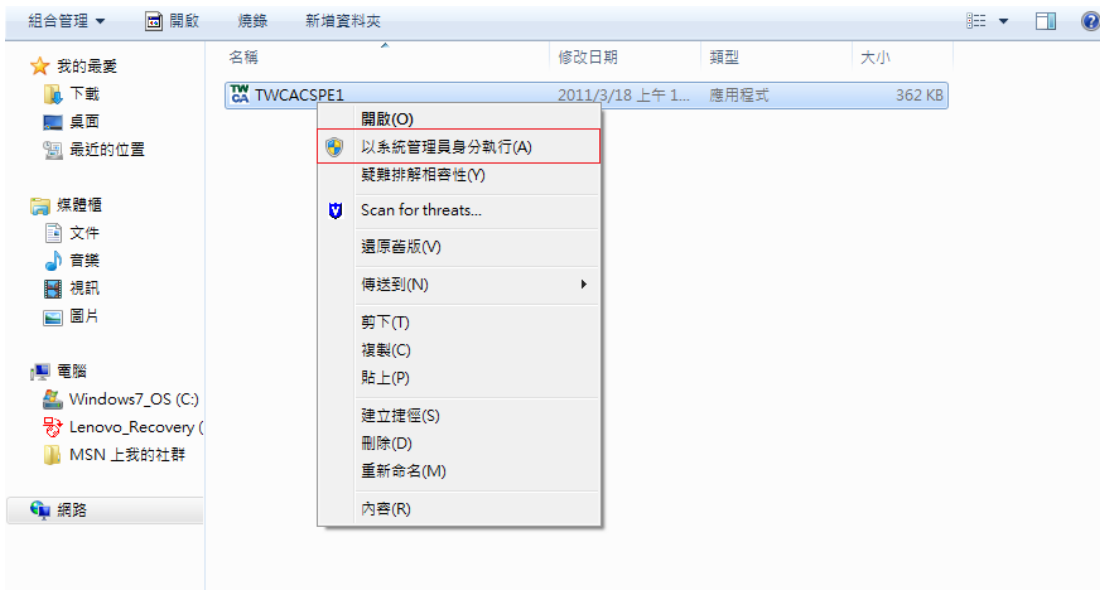 組合管理 開啟 燒錄 新增資料夾
名稱 修改日期 類型 大小
我的最愛
下載
桌面
最近的位置
媒體櫃
文件
音樂
視訊
圖片
電腦
Windows7_OS (C:)
Lenovo_Recovery (
MSN 上我的社群
網路
TWCA TWCACSPE1 2011/3/18 上午 1... 應用程式 362 KB
開啟(O)
以系統管理員身分執行(A)
疑難排解相容性(Y)
Scan for threats...
還原舊版(V)
傳送到(N)
剪下(T)
複製(C)
貼上(P)
建立捷徑(S)
刪除(D)
重新命名(M)
內容(R)